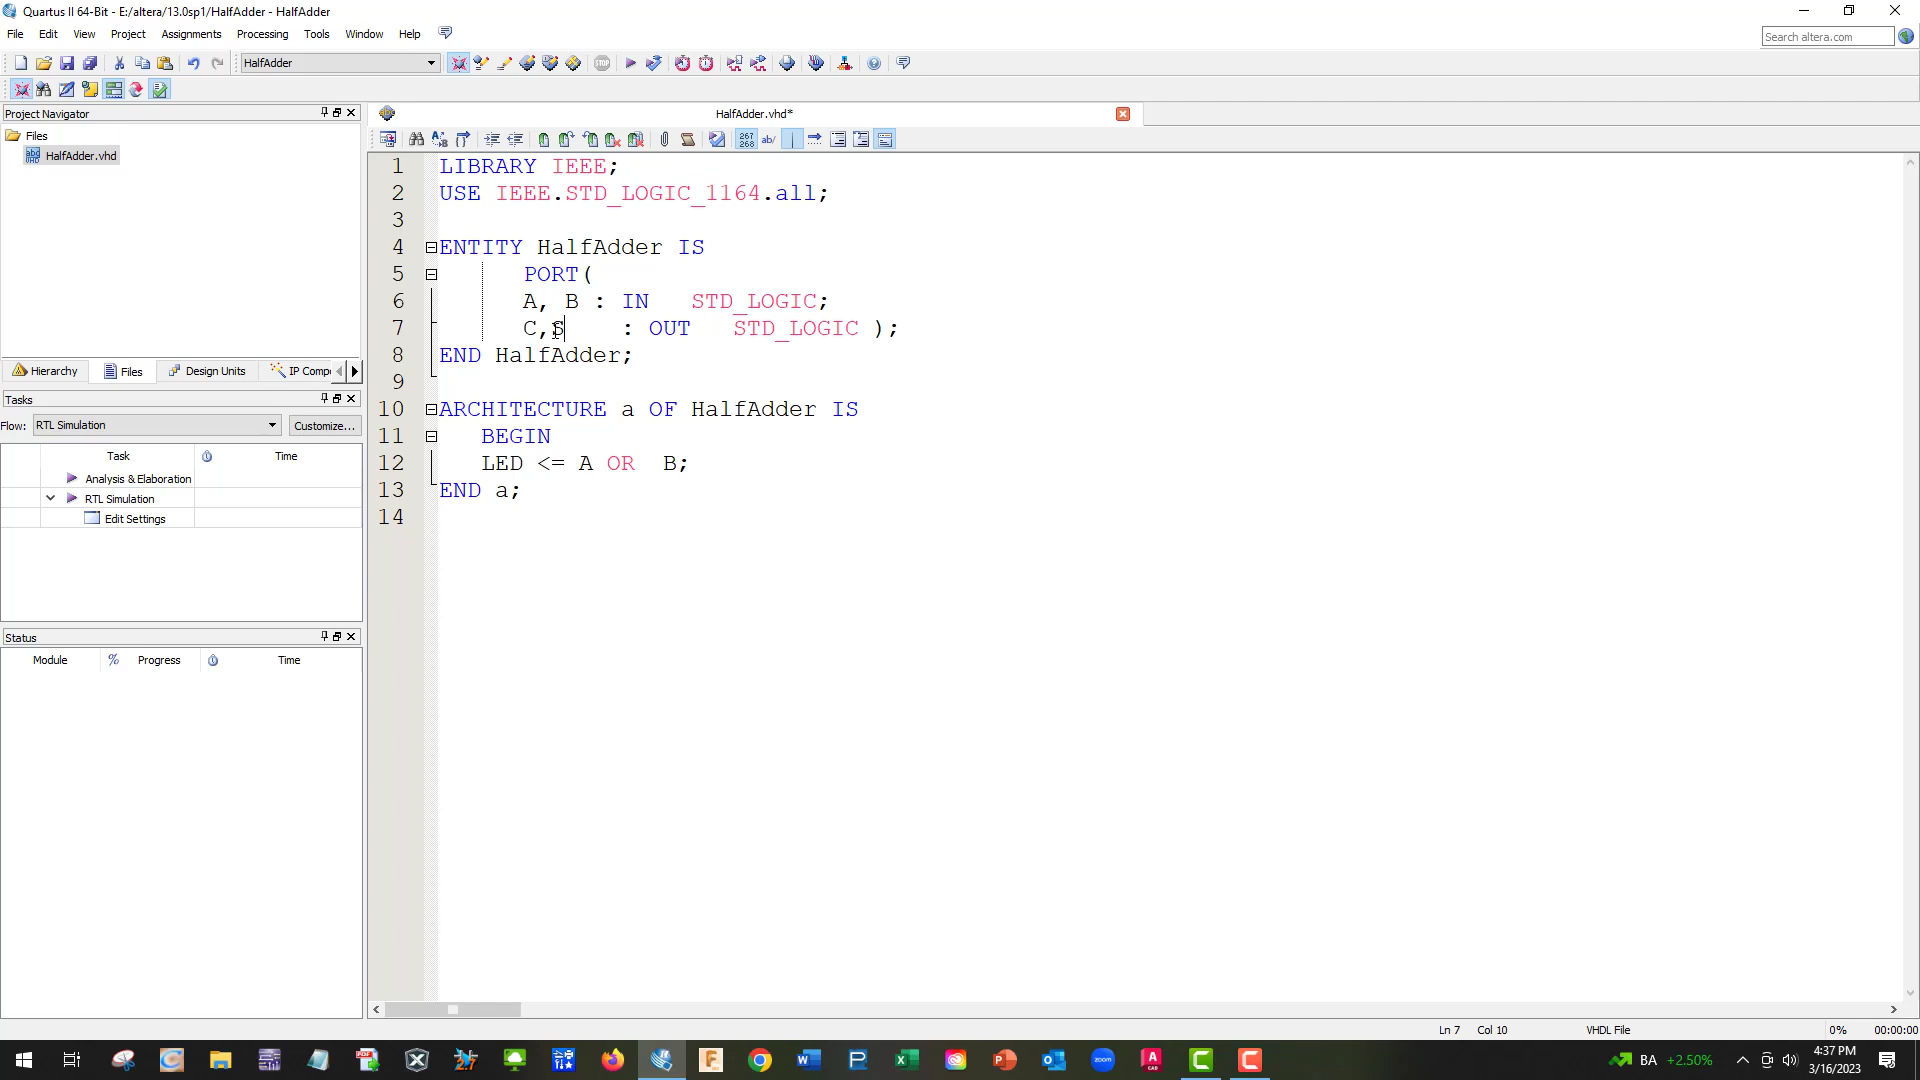 Quartus II 64-Bit - E:/altera/13.0sp1/HalfAdder - HalfAdder
File Edit View Project Assignments Processing Tools Window Help
Search altera.com
HalfAdder
STOP
Project Navigator
HalfAdder.vhd*
Files
HalfAdder.vhd
267
268
ab/
1 LIBRARY IEEE;
2 USE IEEE.STD_LOGIC_1164.all;
3
4 ENTITY HalfAdder IS
5 PORT(
6 A, B : IN STD_LOGIC;
7 C,S : OUT STD_LOGIC );
8 END HalfAdder;
9
10 ARCHITECTURE a OF HalfAdder IS
11 BEGIN
12 LED <= A OR B;
13 END a;
14
Hierarchy Files Design Units IP Compo
Tasks
Flow: RTL Simulation Customize...
Task Time
Analysis & Elaboration
RTL Simulation
Edit Settings
Status
Module % Progress Time
Ln 7 Col 10 VHDL File 0% 00:00:00
BA +2.50% 4:37 PM
3/16/2023